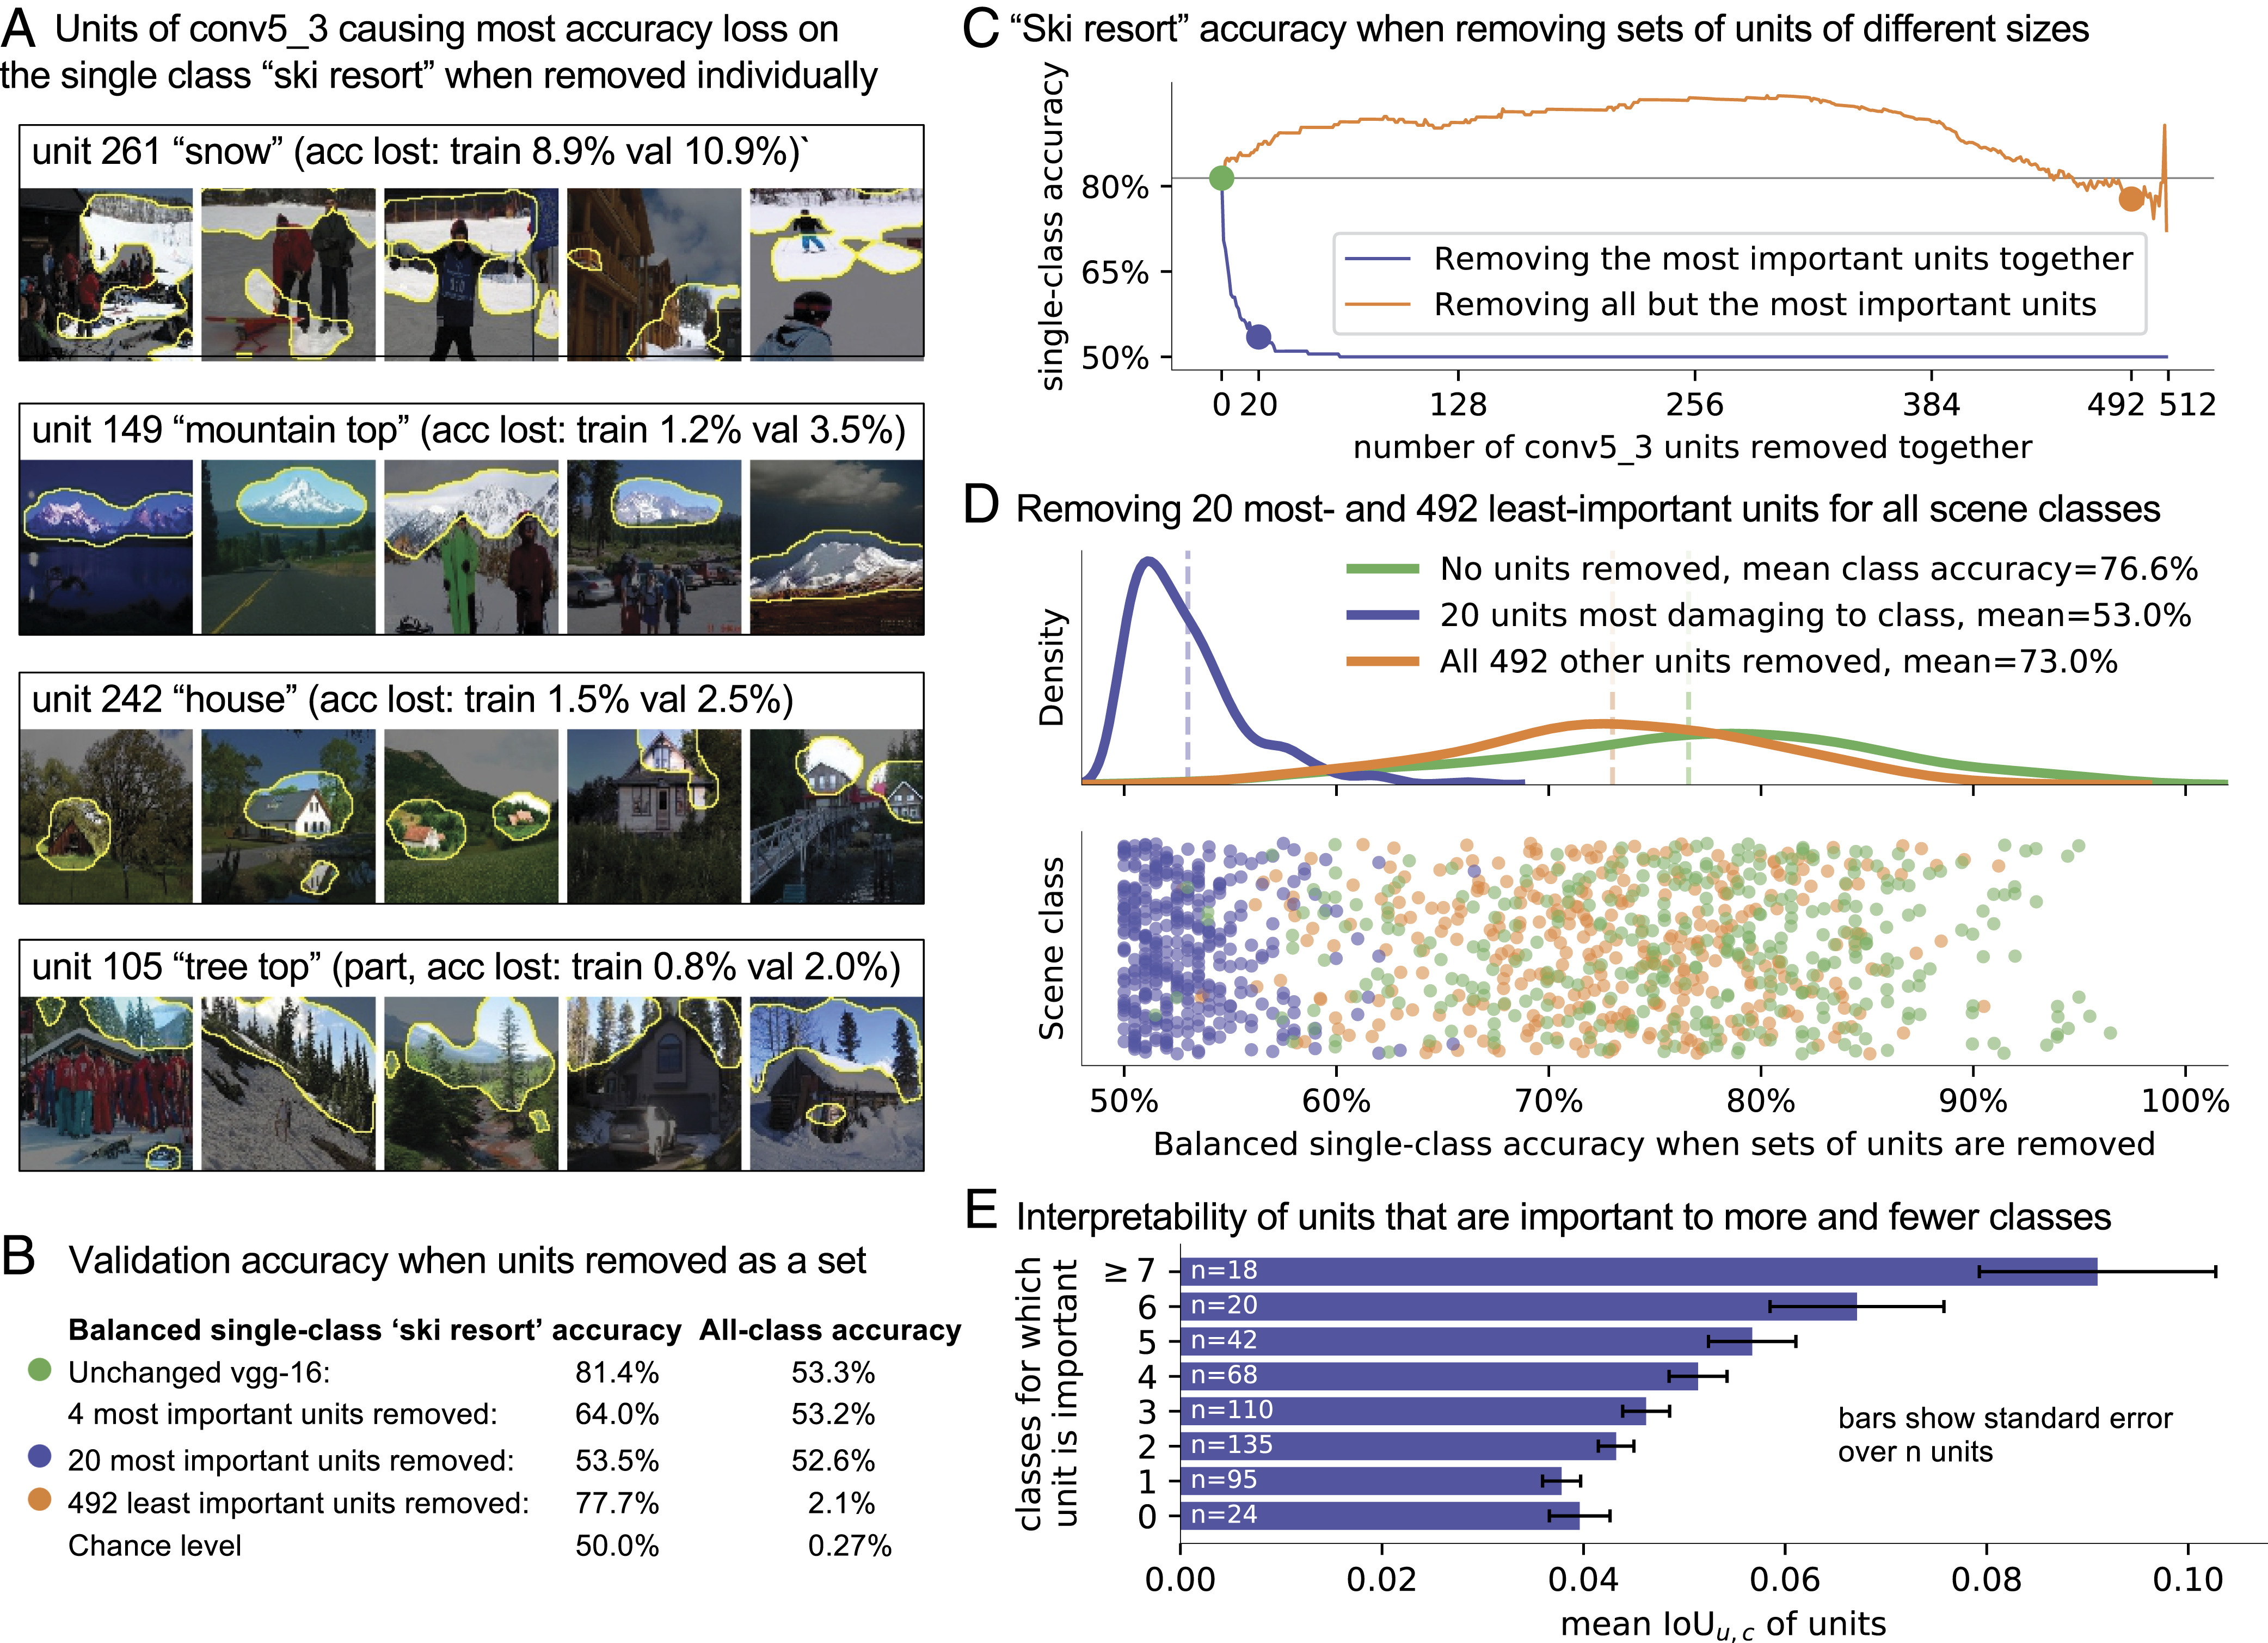 A Units of conv5_3 causing most accuracy loss on
the single class “ski resort” when removed individually
unit 261 “snow” (acc lost: train 8.9% val 10.9%)`
unit 149 “mountain top” (acc lost: train 1.2% val 3.5%)
unit 242 “house” (acc lost: train 1.5% val 2.5%)
unit 105 “tree top” (part, acc lost: train 0.8% val 2.0%)
B Validation accuracy when units removed as a set
Balanced single-class ‘ski resort’ accuracy All-class accuracy
Unchanged vgg-16: 81.4% 53.3%
4 most important units removed: 64.0% 53.2%
20 most important units removed: 53.5% 52.6%
492 least important units removed: 77.7% 2.1%
Chance level 50.0% 0.27%
C “Ski resort” accuracy when removing sets of units of different sizes
single-class accuracy
80%
65%
50%
Removing the most important units together
Removing all but the most important units
0 20 128 256 384 492 512
number of conv5_3 units removed together
D Removing 20 most- and 492 least-important units for all scene classes
Density
No units removed, mean class accuracy=76.6%
20 units most damaging to class, mean=53.0%
All 492 other units removed, mean=73.0%
Scene class
50% 60% 70% 80% 90% 100%
Balanced single-class accuracy when sets of units are removed
E Interpretability of units that are important to more and fewer classes
classes for which
unit is important
≥ 7 n=18
6 n=20
5 n=42
4 n=68
3 n=110
2 n=135
1 n=95
0 n=24
bars show standard error
over n units
0.00 0.02 0.04 0.06 0.08 0.10
mean IoU_{u,c} of units